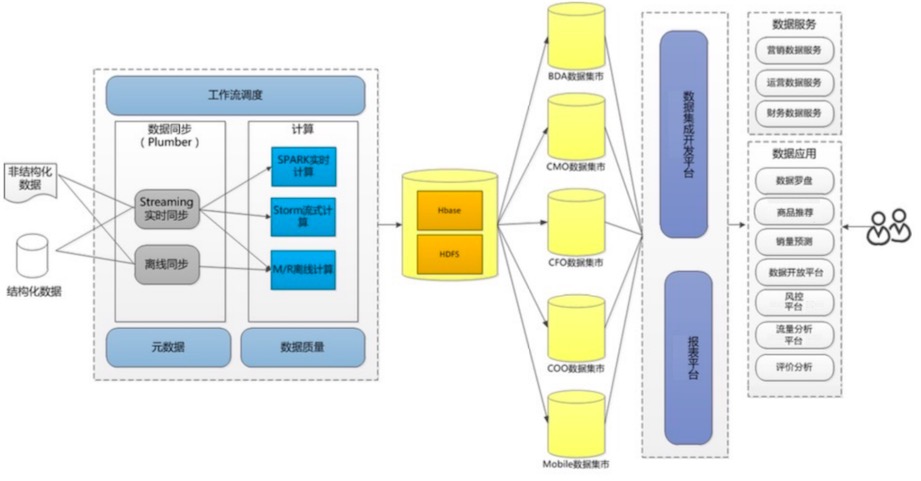 非结构化
数据
结构化数据
工作流调度
数据同步
（Plumber）
Streaming
实时同步
离线同步
计算
SPARK实时
计算
Storm流式计
算
M/R离线计算
元数据
数据质量
Hbase
HDFS
BDA数据集市
CMO数据集市
CFO数据集市
COO数据集市
Mobile数据集市
数据集成开发平台
报表平台
数据服务
营销数据服务
运营数据服务
财务数据服务
数据应用
数据罗盘
商品推荐
销量预测
数据开放平台
风控
平台
流量分析
平台
评价分析